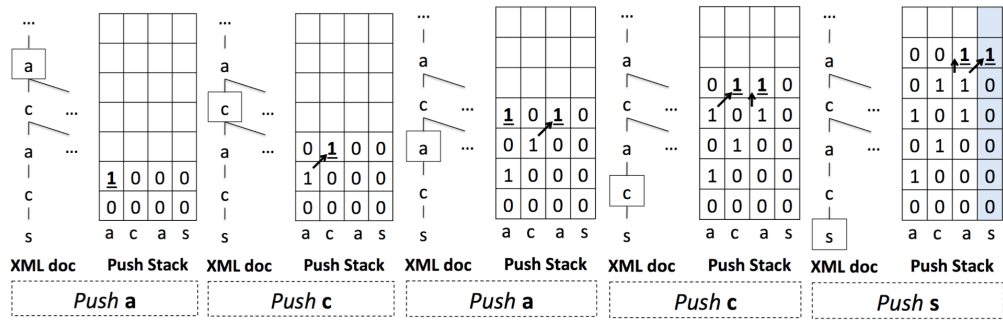 ...
a
c ...
a ...
c
s
1 0 0 0
0 0 0 0
a c a s
XML doc Push Stack
Push a
...
a
c ...
a ...
c
s
0 1 0 0
1 0 0 0
0 0 0 0
a c a s
XML doc Push Stack
Push c
...
a
c ...
a ...
c
s
1 0 1 0
0 1 0 0
1 0 0 0
0 0 0 0
a c a s
XML doc Push Stack
Push a
...
a
c ...
a ...
c
s
0 1 1 0
1 0 1 0
0 1 0 0
1 0 0 0
0 0 0 0
a c a s
XML doc Push Stack
Push c
...
a
c ...
a ...
c
s
0 0 1 1
0 1 1 0
1 0 1 0
0 1 0 0
1 0 0 0
0 0 0 0
a c a s
XML doc Push Stack
Push s